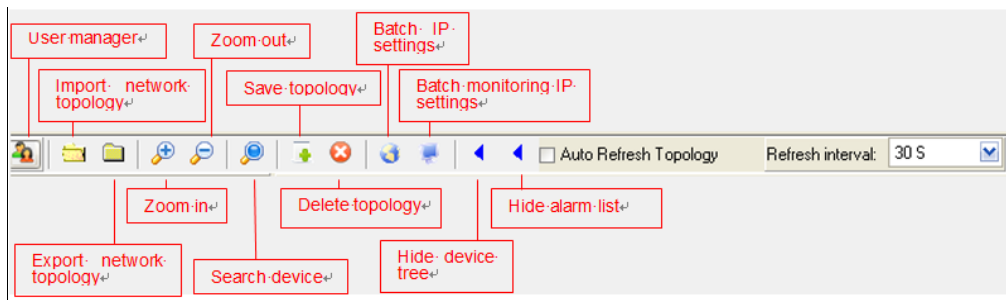 User manager
Zoom out
Batch IP
settings
Import network
topology
Save topology
Batch monitoring IP
settings
Auto Refresh Topology
Refresh interval:
30 S
Zoom in
Delete topology
Hide alarm list
Export network
topology
Search device
Hide device
tree